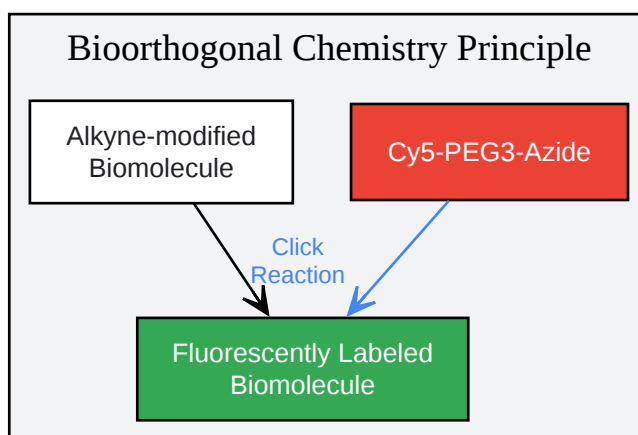 Bioorthogonal Chemistry Principle
Alkyne-modified
Biomolecule
Cy5-PEG3-Azide
Click
Reaction
Fluorescently Labeled
Biomolecule